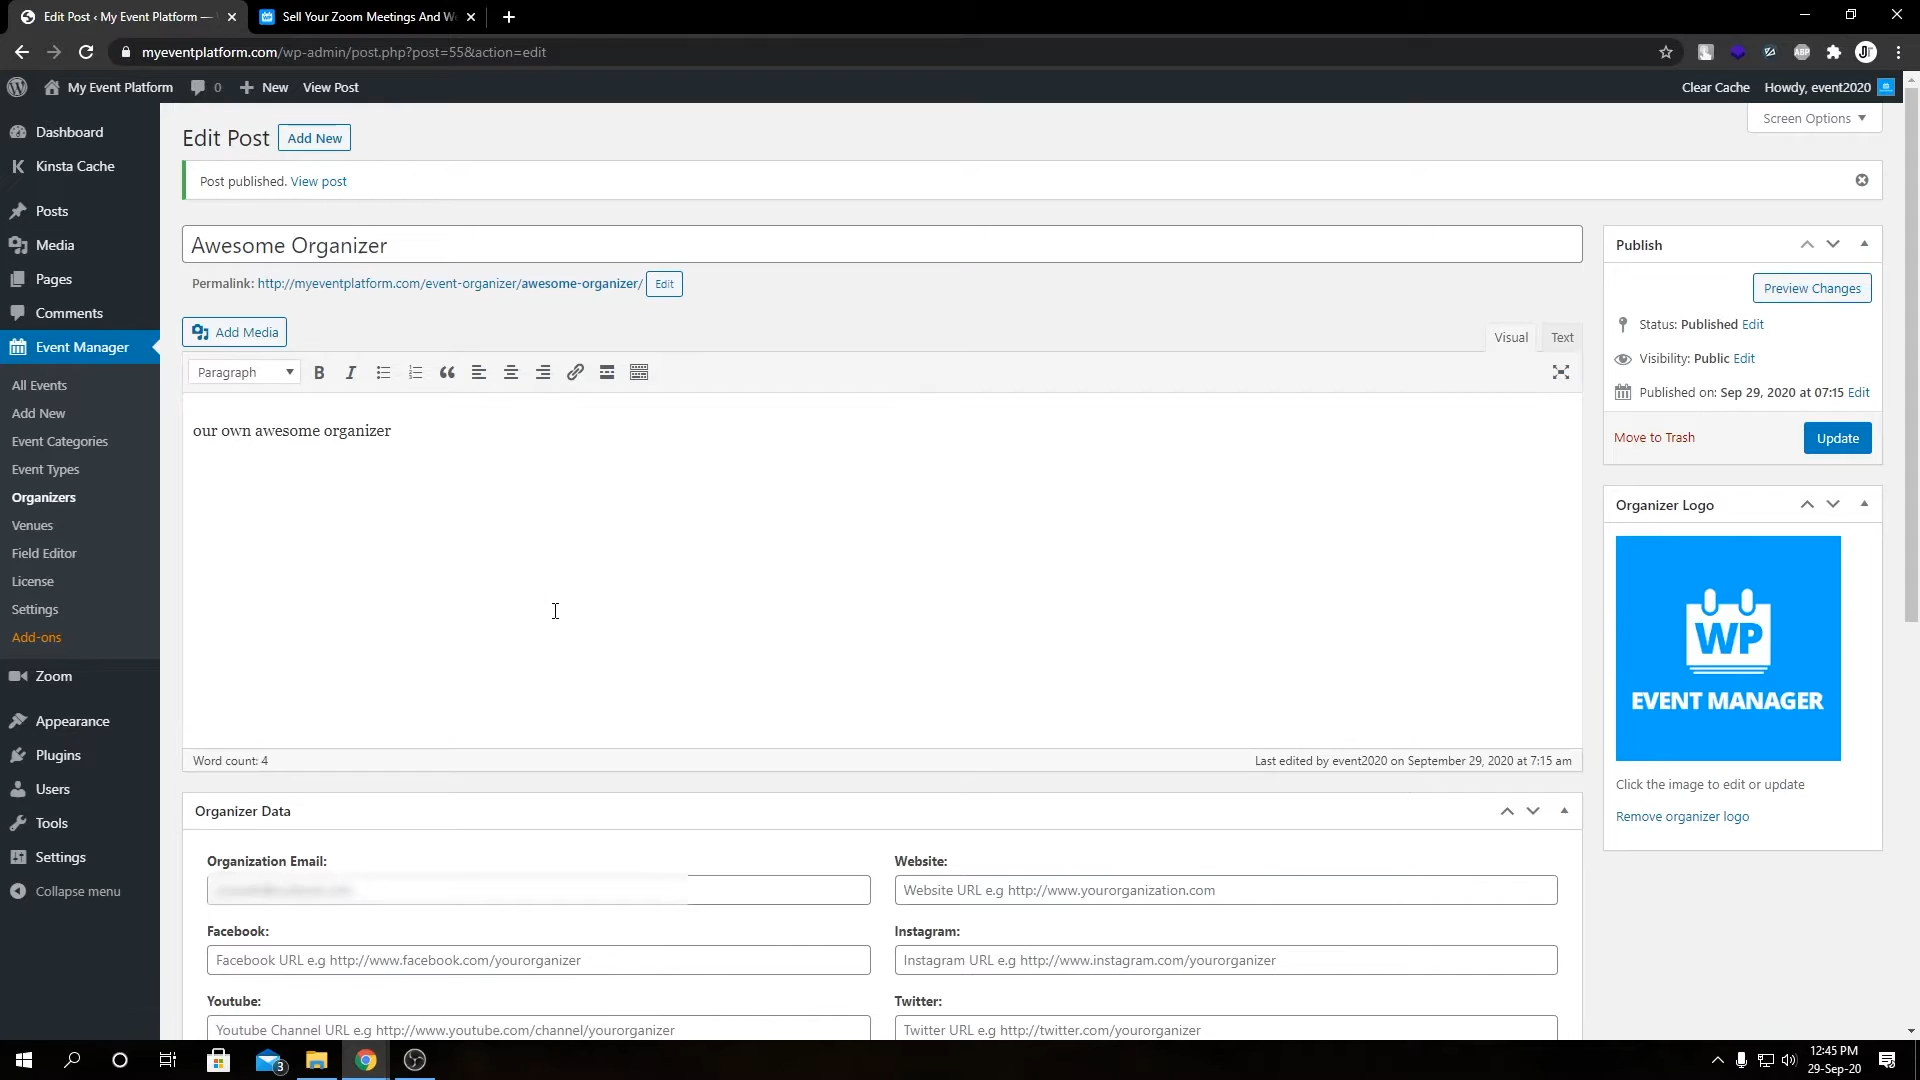 Edit Post ‹ My Event Platform —
Sell Your Zoom Meetings And W
myeventplatform.com/wp-admin/post.php?post=55&action=edit
ABP
My Event Platform
0
New
View Post
Clear Cache
Howdy, event2020
Dashboard
Kinsta Cache
Posts
Media
Pages
Comments
Event Manager
All Events
Add New
Event Categories
Event Types
Organizers
Venues
Field Editor
License
Settings
Add-ons
Zoom
Appearance
Plugins
Users
Tools
Settings
Collapse menu
Screen Options
Edit Post
Add New
Post published. View post
Awesome Organizer
Permalink: http://myeventplatform.com/event-organizer/awesome-organizer/ Edit
Add Media
Visual
Text
Paragraph
our own awesome organizer
Word count: 4
Last edited by event2020 on September 29, 2020 at 7:15 am
Organizer Data
Organization Email:
Website:
Website URL e.g http://www.yourorganization.com
Facebook:
Instagram:
Facebook URL e.g http://www.facebook.com/yourorganizer
Instagram URL e.g http://www.instagram.com/yourorganizer
Youtube:
Twitter:
Youtube Channel URL e.g http://www.youtube.com/channel/yourorganizer
Twitter URL e.g http://twitter.com/yourorganizer
Publish
Preview Changes
Status: Published Edit
Visibility: Public Edit
Published on: Sep 29, 2020 at 07:15 Edit
Move to Trash
Update
Organizer Logo
WP
EVENT MANAGER
Click the image to edit or update
Remove organizer logo
3
12:45 PM
29-Sep-20